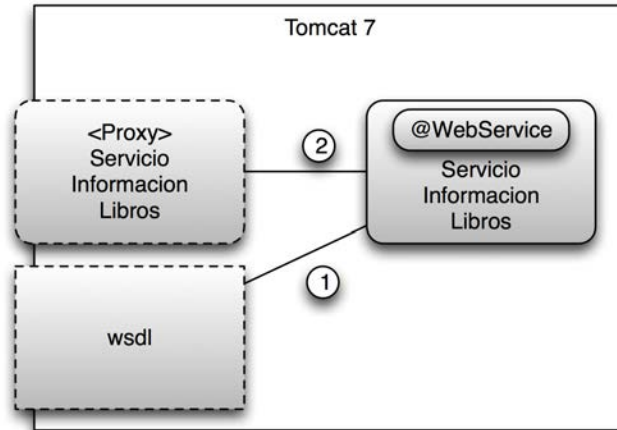 Tomcat 7
<Proxy>
Servicio
Informacion
Libros
2
@WebService
Servicio
Informacion
Libros
1
wsdl